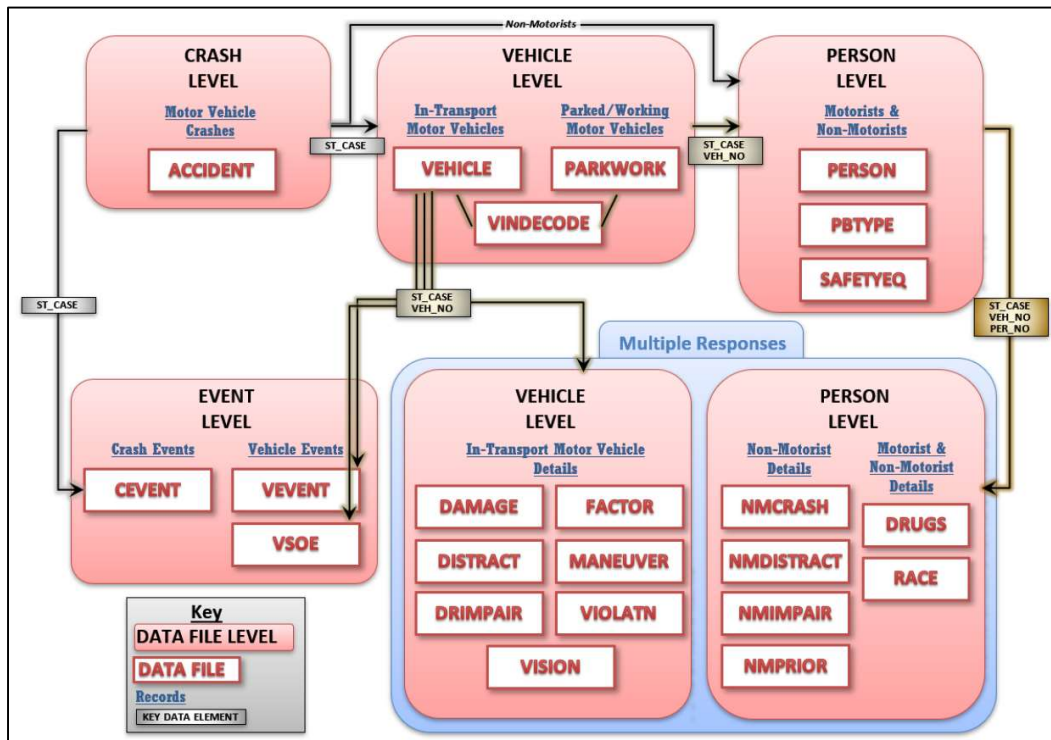 Non-Motorists
CRASH
LEVEL
Motor Vehicle
Crashes
ACCIDENT
ST_CASE
VEHICLE
LEVEL
In-Transport
Motor Vehicles
Parked/Working
Motor Vehicles
VEHICLE
PARKWORK
VINDECODE
ST_CASE
VEH_NO
PERSON
LEVEL
Motorists &
Non-Motorists
PERSON
PBTYPE
SAFETYEQ
ST_CASE
ST_CASE
VEH_NO
ST_CASE
VEH_NO
PER_NO
EVENT
LEVEL
Crash Events
Vehicle Events
CEVENT
VEVENT
VSOE
Multiple Responses
VEHICLE
LEVEL
In-Transport Motor Vehicle
Details
DAMAGE
FACTOR
DISTRACT
MANEUVER
DRIMPAIR
VIOLATN
VISION
PERSON
LEVEL
Non-Motorist
Details
NMCRASH
NMDISTRACT
NMIMPAIR
NMPRIOR
Motorist &
Non-Motorist
Details
DRUGS
RACE
Key
DATA FILE LEVEL
DATA FILE
Records
KEY DATA ELEMENT